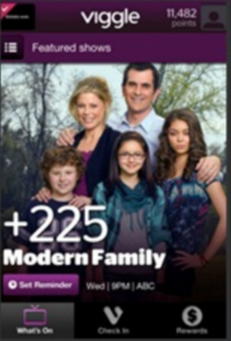 viggle
11,482
points
Featured shows
+225
Modern Family
Set Reminder
Wed | 9PM | ABC
What's On
Check In
Rewards